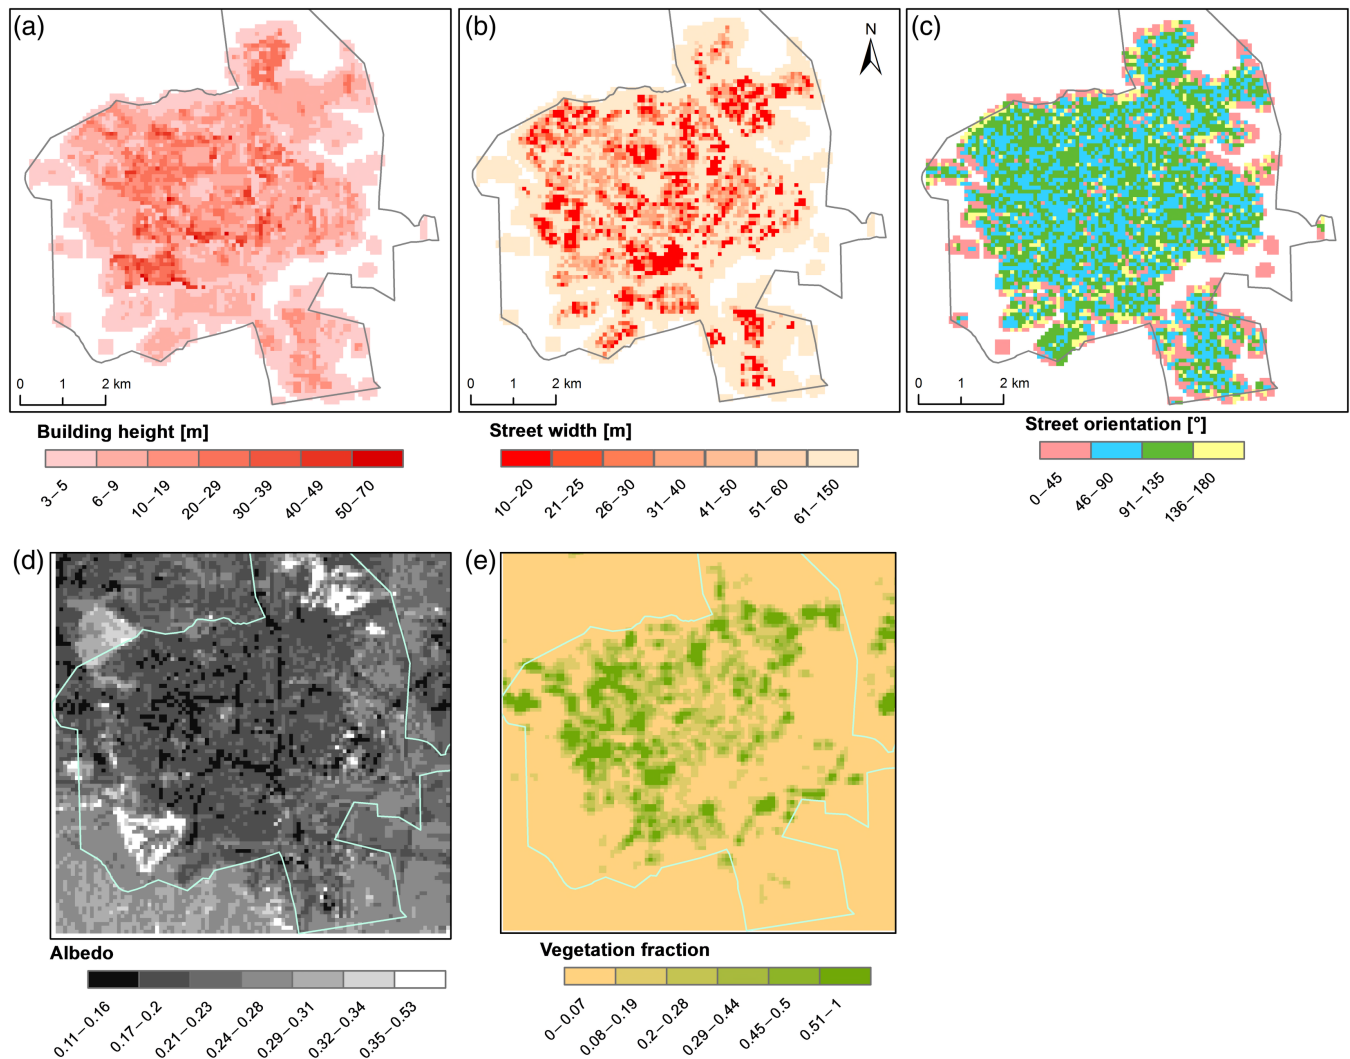 (a)
0 1 2 km
Building height [m]
3–5 6–9 10–19 20–29 30–39 40–49 50–70
(b)
N
0 1 2 km
Street width [m]
10–20 21–25 26–30 31–40 41–50 51–60 61–150
(c)
0 1 2 km
Street orientation [º]
0–45 46–90 91–135 136–180
(d)
Albedo
0.11–0.16 0.17–0.2 0.21–0.23 0.24–0.28 0.29–0.31 0.32–0.34 0.35–0.53
(e)
Vegetation fraction
0–0.07 0.08–0.19 0.2–0.28 0.29–0.44 0.45–0.5 0.51–1